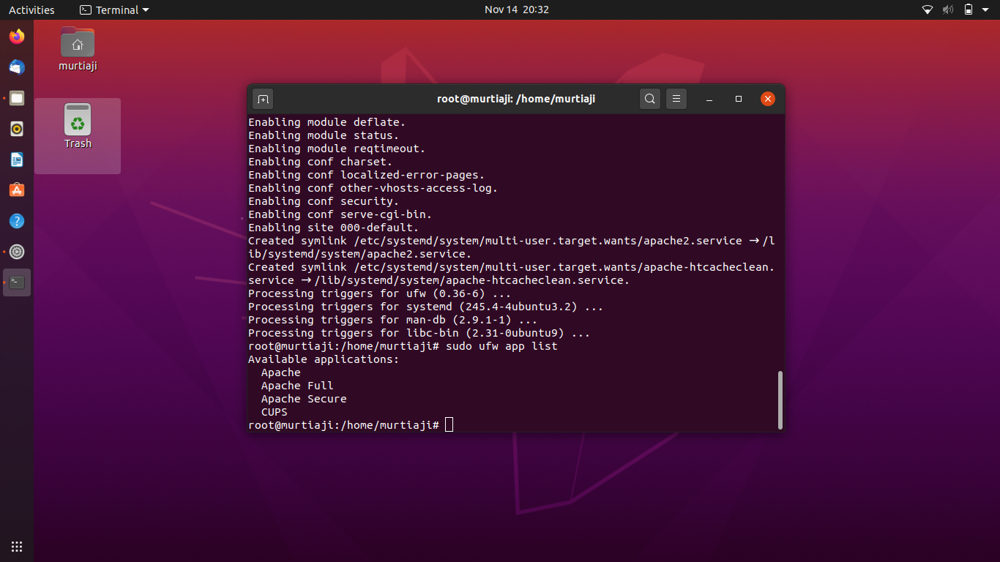 Activities
Terminal
Nov 14 20:32
murtiaji
Trash
root@murtiaji: /home/murtiaji
Enabling module deflate.
Enabling module status.
Enabling module reqtimeout.
Enabling conf charset.
Enabling conf localized-error-pages.
Enabling conf other-vhosts-access-log.
Enabling conf security.
Enabling conf serve-cgi-bin.
Enabling site 000-default.
Created symlink /etc/systemd/system/multi-user.target.wants/apache2.service → /l
ib/systemd/system/apache2.service.
Created symlink /etc/systemd/system/multi-user.target.wants/apache-htcacheclean.
service → /lib/systemd/system/apache-htcacheclean.service.
Processing triggers for ufw (0.36-6) ...
Processing triggers for systemd (245.4-4ubuntu3.2) ...
Processing triggers for man-db (2.9.1-1) ...
Processing triggers for libc-bin (2.31-0ubuntu9) ...
root@murtiaji:/home/murtiaji# sudo ufw app list
Available applications:
  Apache
  Apache Full
  Apache Secure
  CUPS
root@murtiaji:/home/murtiaji#